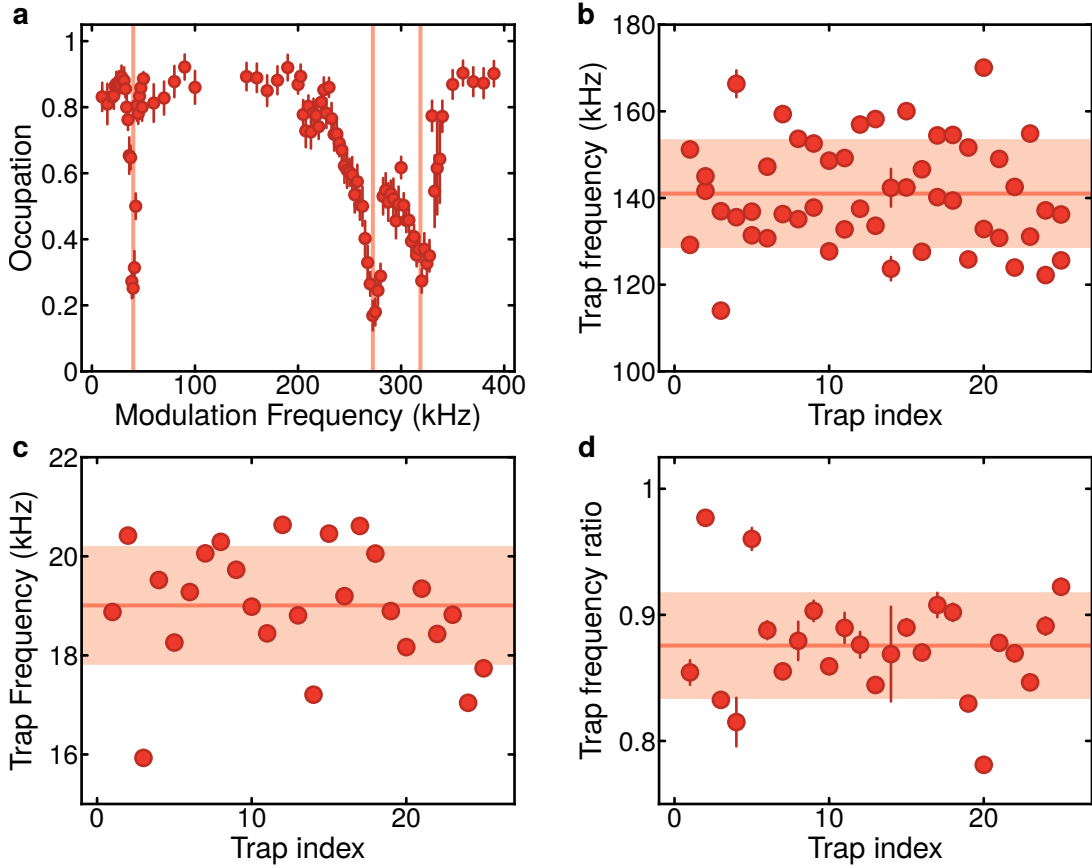 a
1
0.8
0.6
0.4
0.2
0
Occupation
0 100 200 300 400
Modulation Frequency (kHz)
b
180
160
140
120
100
Trap frequency (kHz)
0 10 20
Trap index
c
22
20
18
16
Trap Frequency (kHz)
0 10 20
Trap index
d
1
0.9
0.8
Trap frequency ratio
0 10 20
Trap index